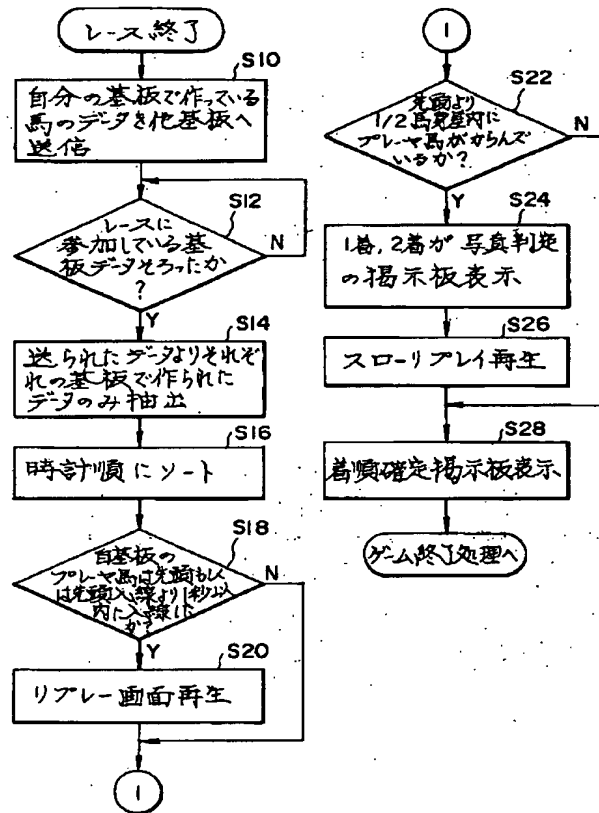 レース終了
S10
自分の基板で作っている
馬のデータを他基板へ
送信
S12
レースに
参加している基
板データそろったか
?
N
Y
S14
送られたデータよりそれぞ
れの基板で作られた
データのみ抽出
S16
時計順にソート
S18
自基板の
プレーヤ馬は先頭もしく
は先頭入線より1秒以
内に入線した
か?
N
Y
S20
リプレー画面再生
1
1
S22
先頭より
1/2馬身差内に
プレーヤ馬がからんで
いるか?
N
Y
S24
1着,2着が写真判定
の掲示板表示
S26
スローリプレイ再生
S28
着順確定掲示板表示
ゲーム終了処理へ